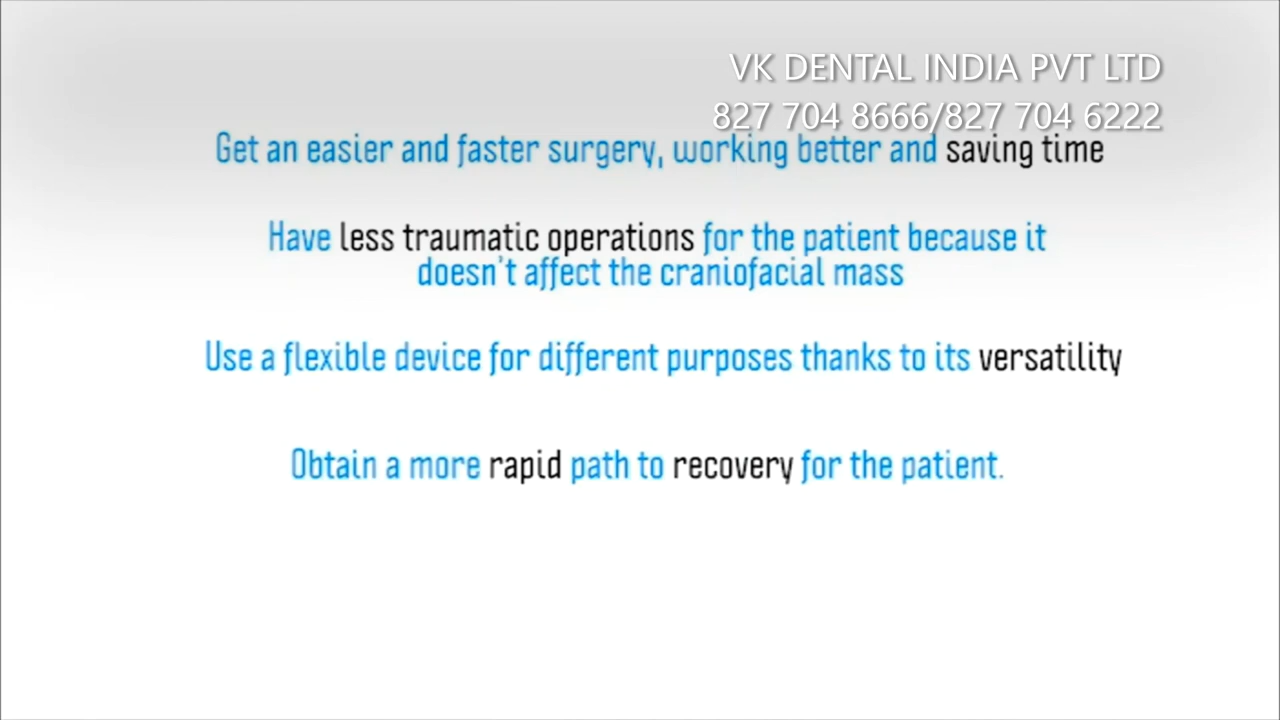 VK DENTAL INDIA PVT LTD
827 704 8666/827 704 6222
Get an easier and faster surgery, working better and saving time
Have less traumatic operations for the patient because it
doesn't affect the craniofacial mass
Use a flexible device for different purposes thanks to its versatility
Obtain a more rapid path to recovery for the patient.